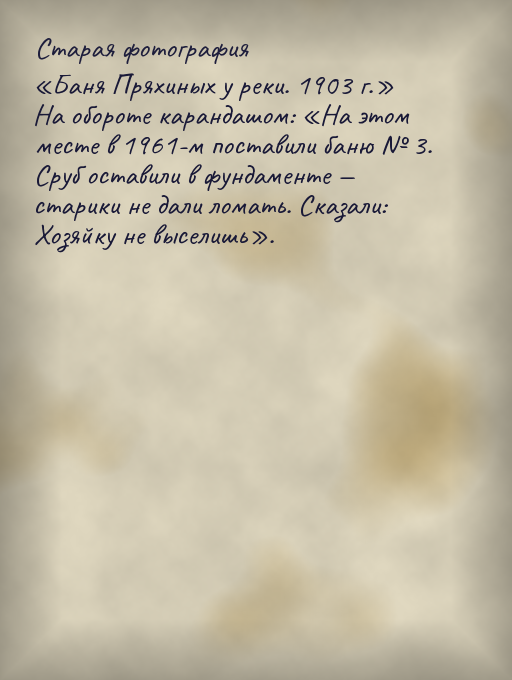 Старая фотография
«Баня Пряхиных у реки. 1903 г.»
На обороте карандашом: «На этом
месте в 1961-м поставили баню № 3.
Сруб оставили в фундаменте —
старики не дали ломать. Сказали:
Хозяйку не выселишь».